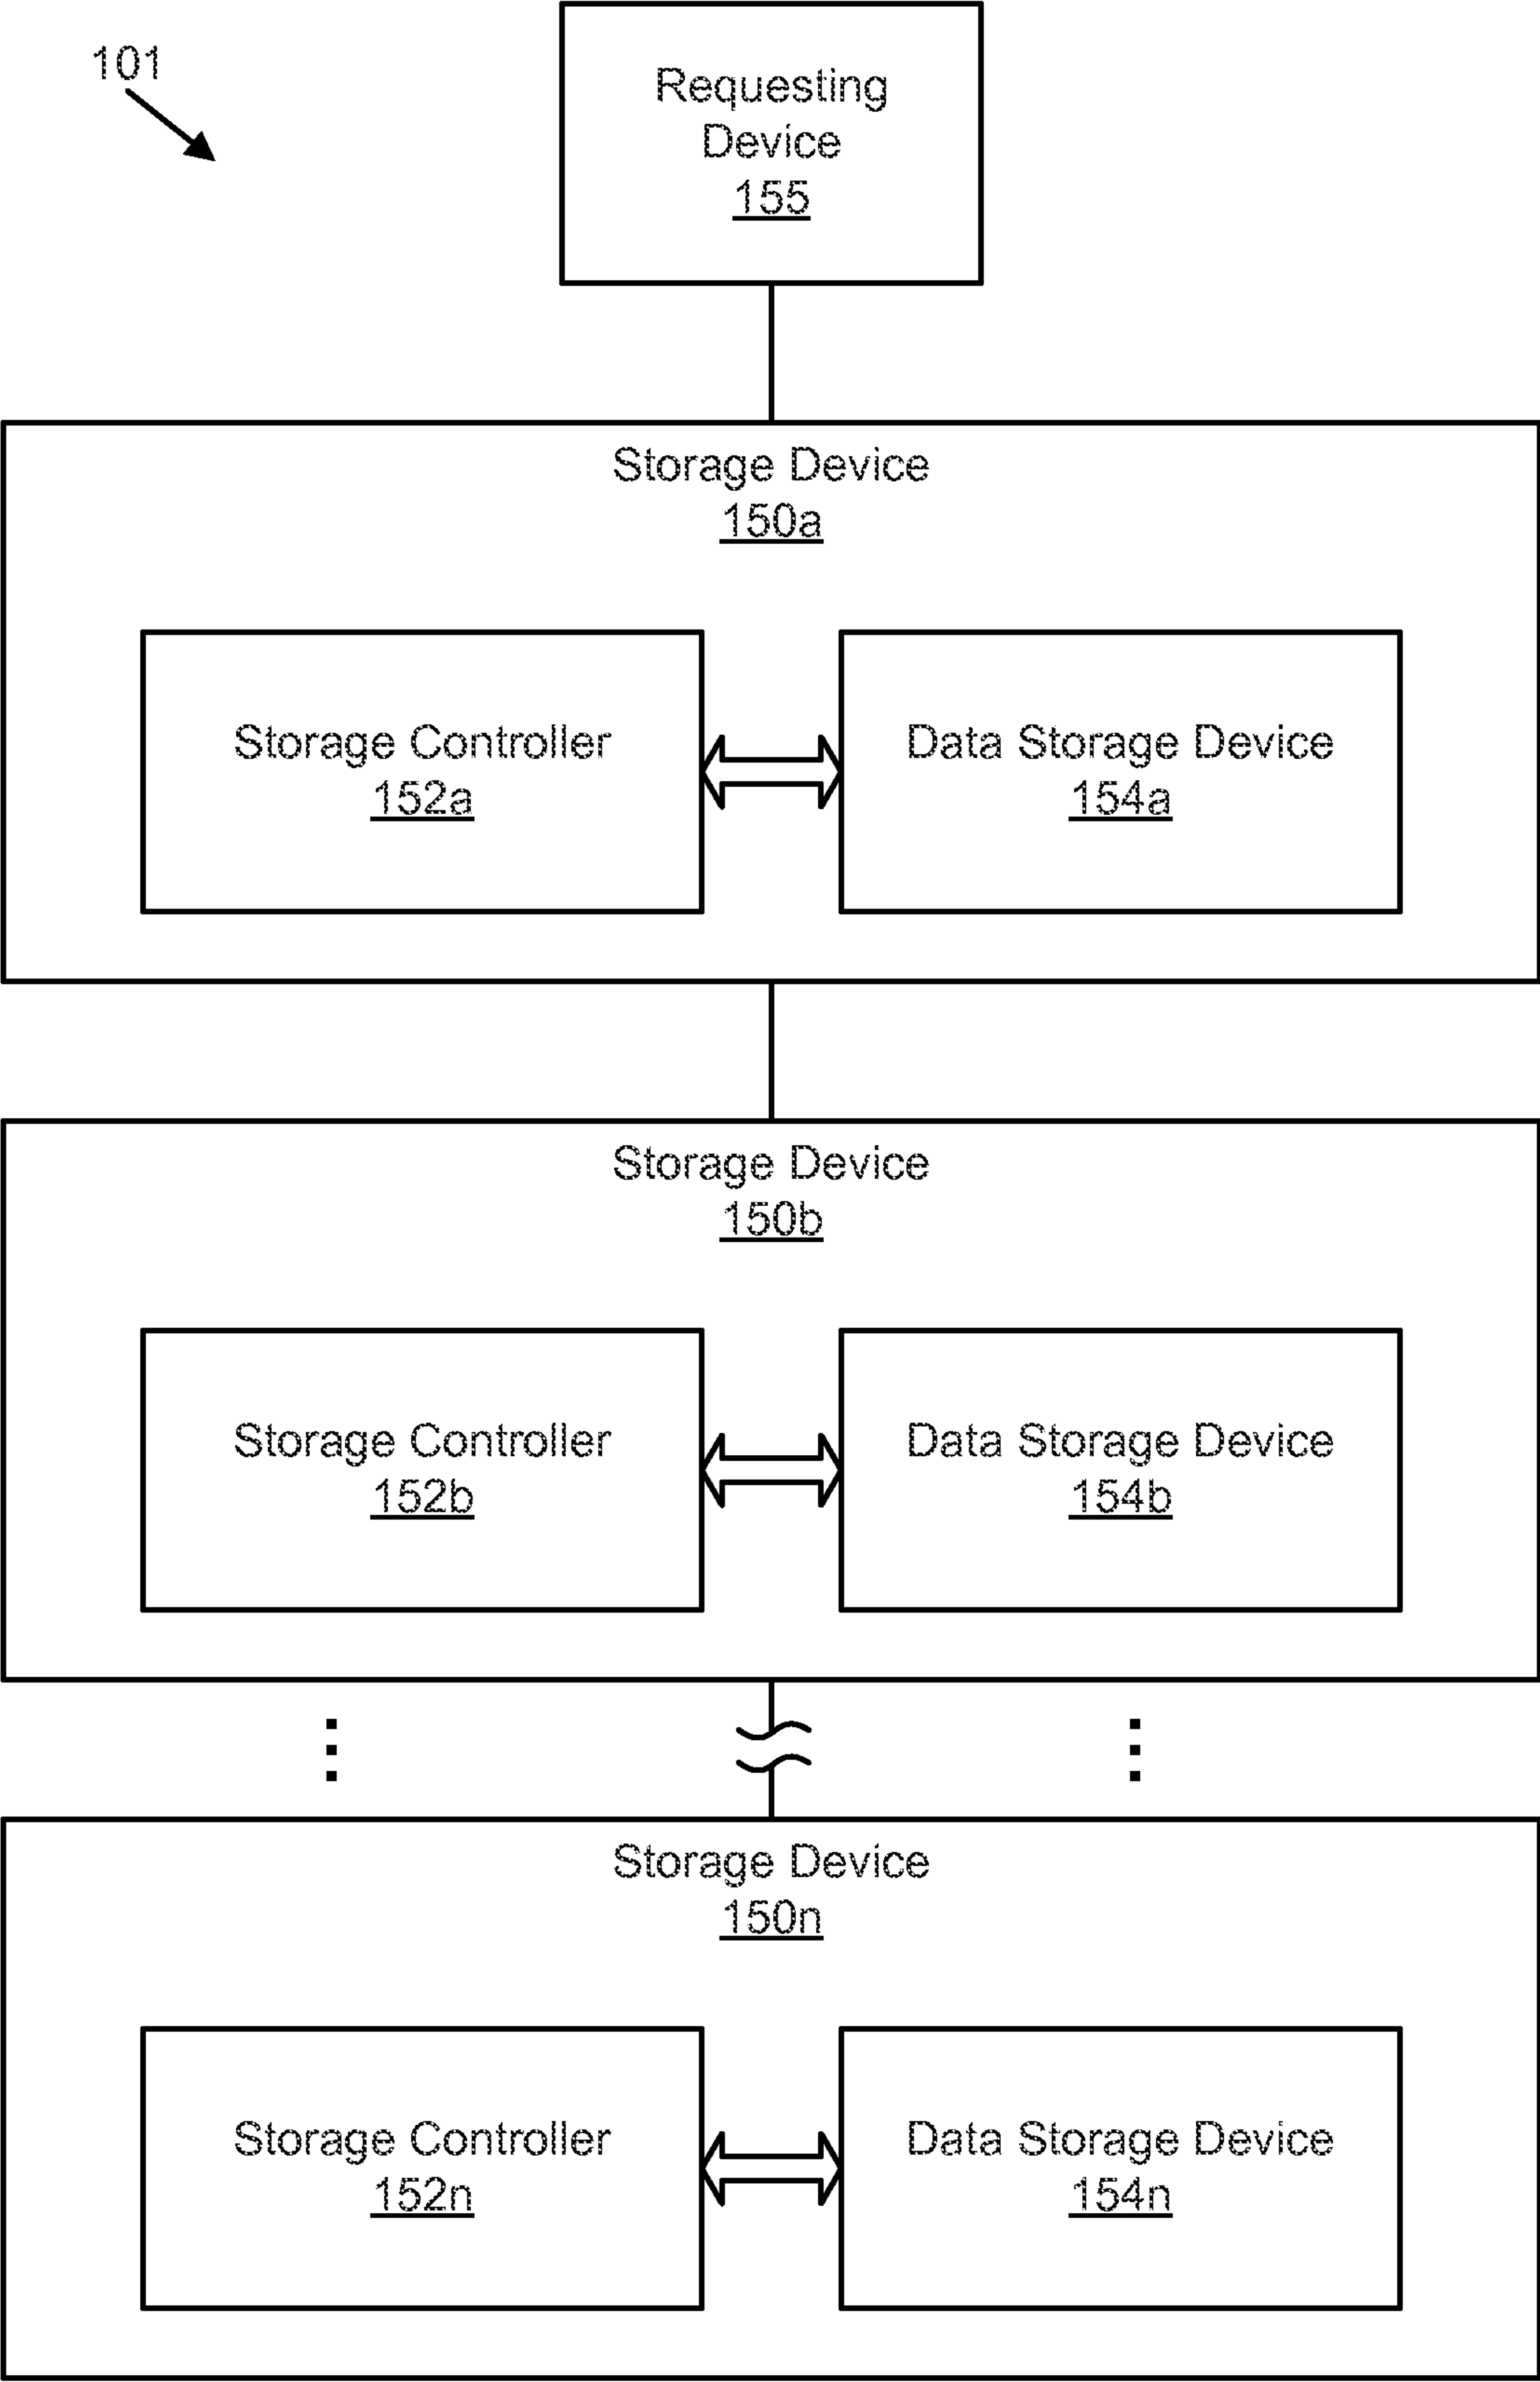 101
Requesting
Device
155
Storage Device
150a
Storage Controller
152a
Data Storage Device
154a
Storage Device
150b
Storage Controller
152b
Data Storage Device
154b
Storage Device
150n
Storage Controller
152n
Data Storage Device
154n